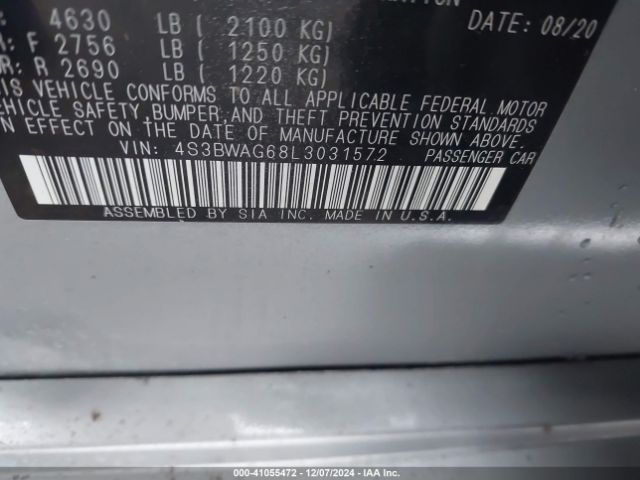 4630 LB ( 2100 KG) DATE: 08/20
F 2756 LB ( 1250 KG)
R 2690 LB ( 1220 KG)
VEHICLE CONFORMS TO ALL APPLICABLE FEDERAL MOTOR
VEHICLE SAFETY, BUMPER, AND THEFT PREVENTION STANDARDS
IN EFFECT ON THE DATE OF MANUFACTURE SHOWN ABOVE.
VIN: 4S3BWAG68L3031572 PASSENGER CAR
ASSEMBLED BY SIA INC. MADE IN U.S.A.
000-41055472 - 12/07/2024 - IAA Inc.